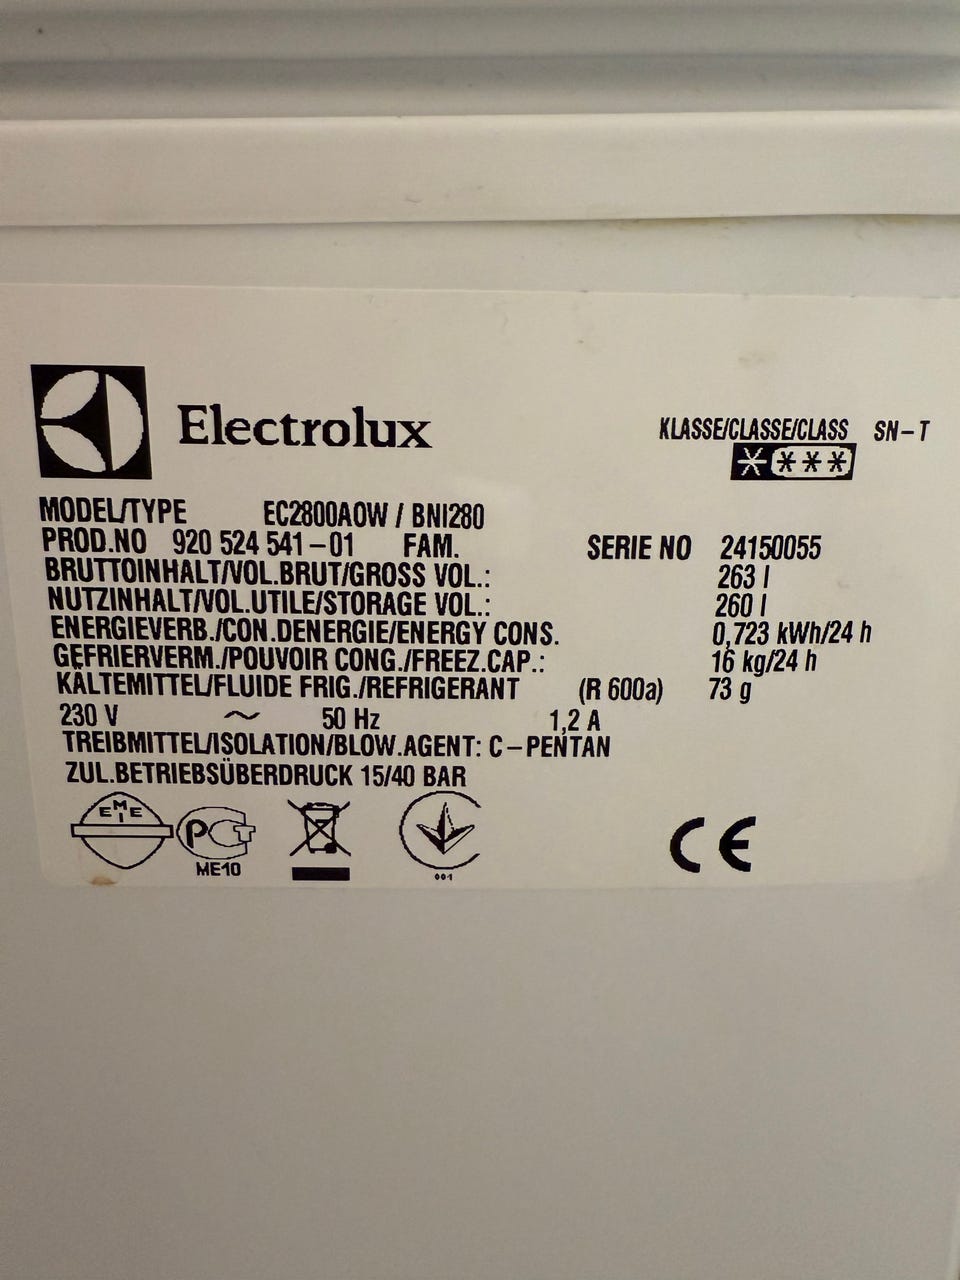 Electrolux
KLASSE/CLASSE/CLASS SN-T
MODEL/TYPE EC2800AOW / BNI280
PROD.NO 920 524 541-01 FAM. SERIE NO 24150055
BRUTTOINHALT/VOL.BRUT/GROSS VOL.: 263 l
NUTZINHALT/VOL.UTILE/STORAGE VOL.: 260 l
ENERGIEVERB./CON.DENERGIE/ENERGY CONS. 0,723 kWh/24 h
GEFRIERVERM./POUVOIR CONG./FREEZ.CAP.: 16 kg/24 h
KÄLTEMITTEL/FLUIDE FRIG./REFRIGERANT (R 600a) 73 g
230 V ~ 50 Hz 1,2 A
TREIBMITTEL/ISOLATION/BLOW.AGENT: C-PENTAN
ZUL.BETRIEBSÜBERDRUCK 15/40 BAR
EMEI
PCT
ME10
001
CE